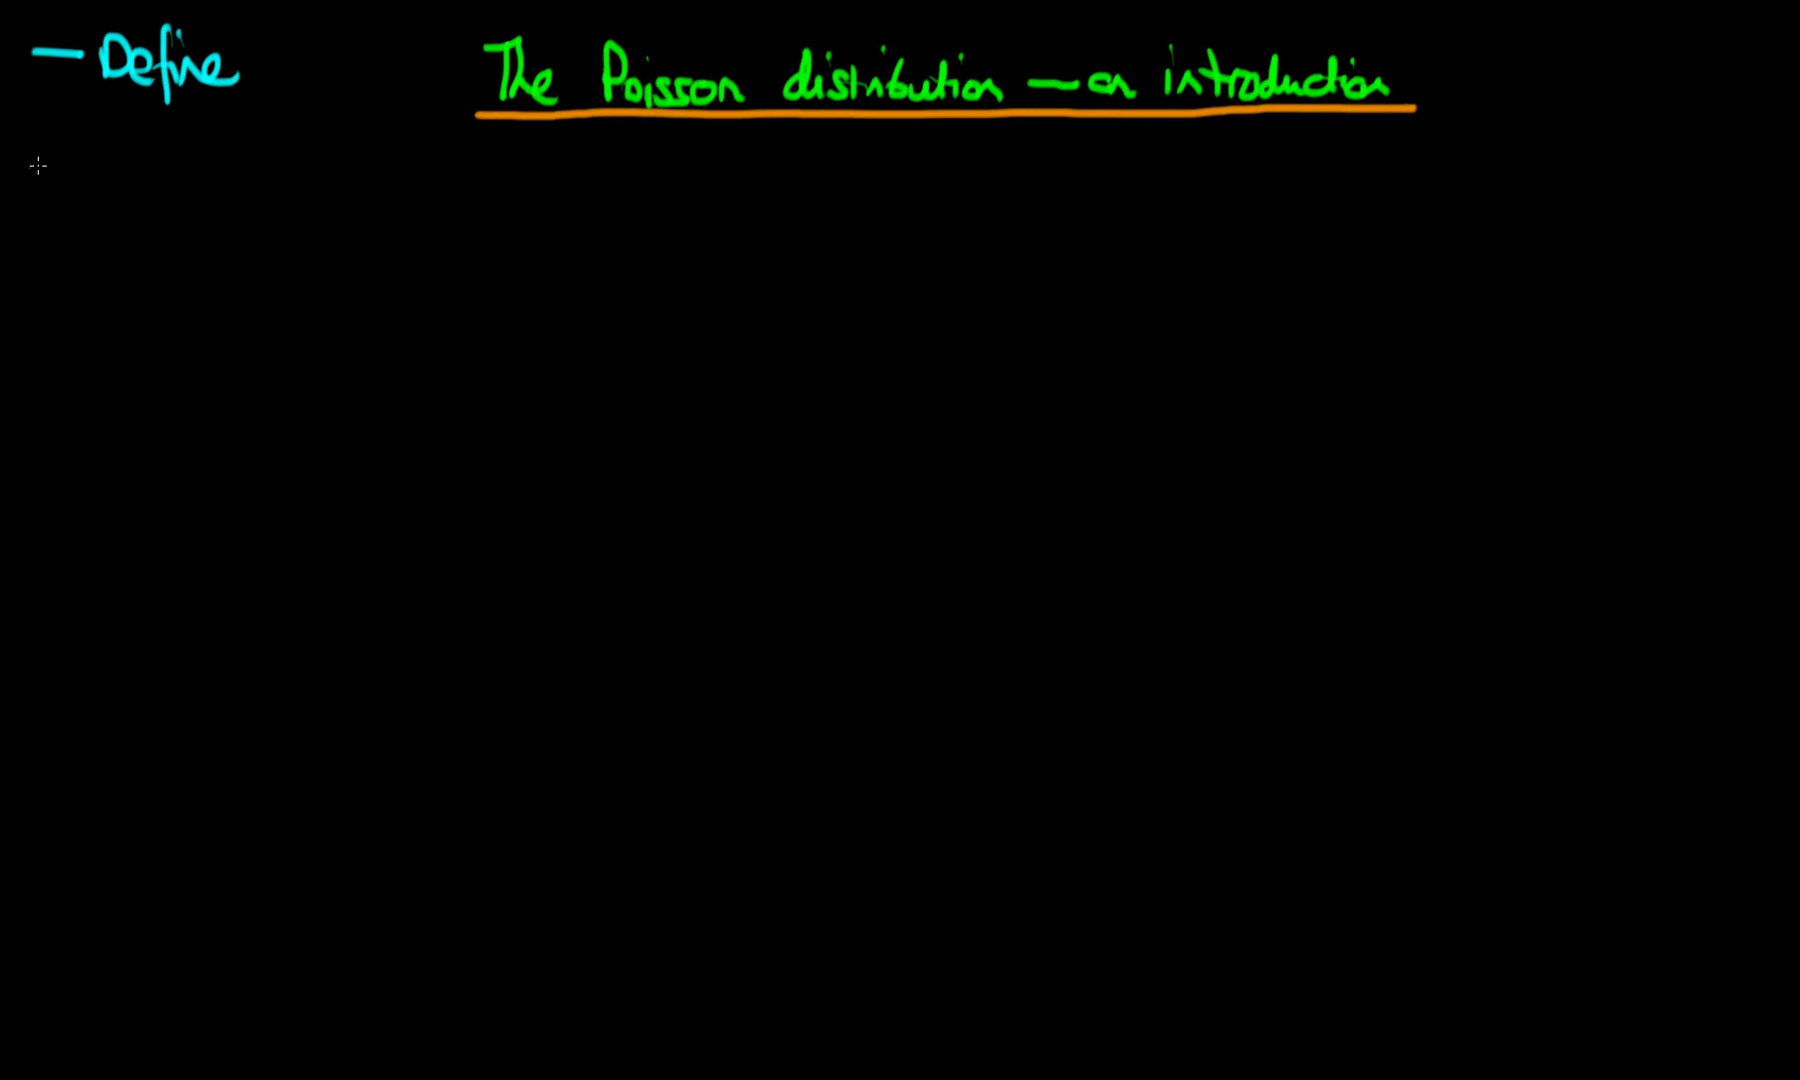 - Define
The Poisson distribution - an introduction